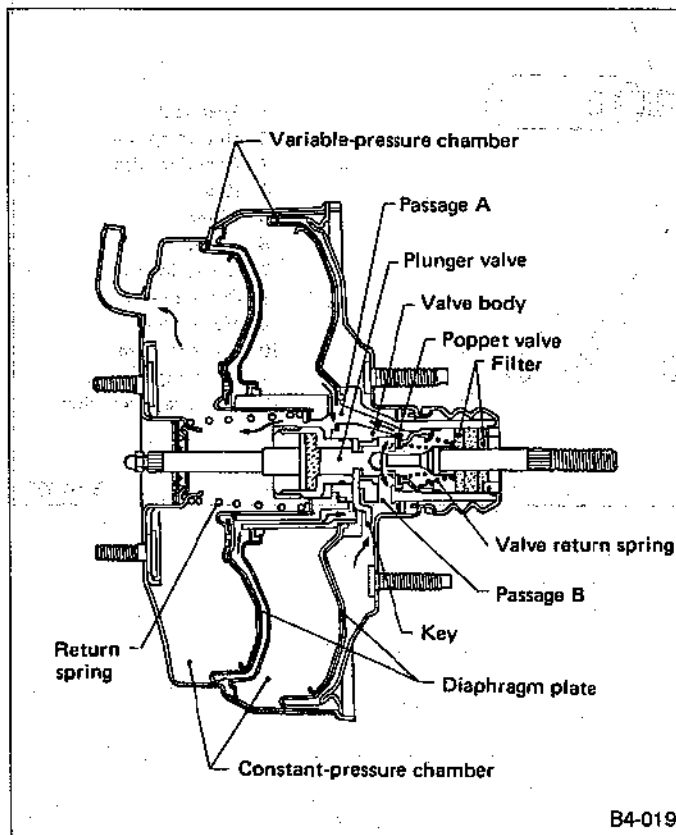 Variable-pressure chamber
Passage A
Plunger valve
Valve body
Poppet valve
Filter
Valve return spring
Passage B
Key
Return
spring
Diaphragm plate
Constant-pressure chamber
B4-019